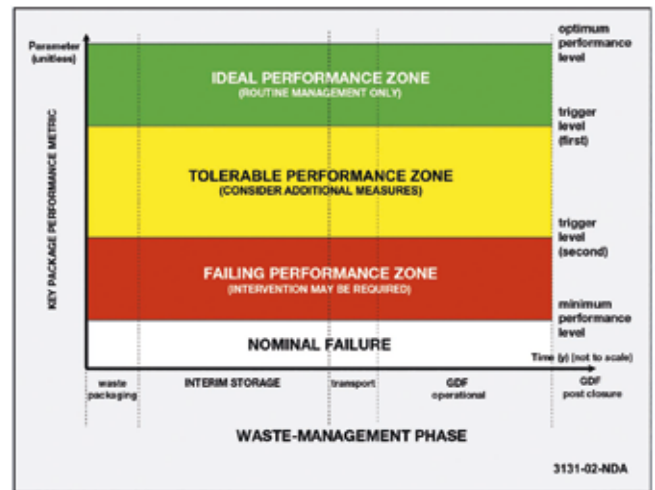 optimum
performance
level
Parameter
(unitless)
IDEAL PERFORMANCE ZONE
(ROUTINE MANAGEMENT ONLY)
trigger
level
(first)
KEY PACKAGE PERFORMANCE METRIC
TOLERABLE PERFORMANCE ZONE
(CONSIDER ADDITIONAL MEASURES)
trigger
level
(second)
FAILING PERFORMANCE ZONE
(INTERVENTION MAY BE REQUIRED)
minimum
performance
level
NOMINAL FAILURE
Time (y) (not to scale)
waste
packaging
INTERIM STORAGE
transport
GDF
operational
GDF
post closure
WASTE-MANAGEMENT PHASE
3131-02-NDA